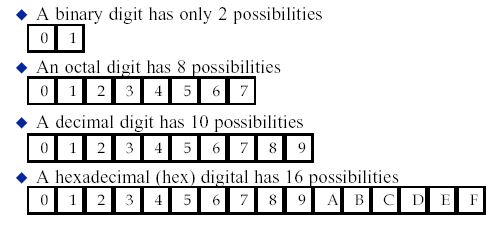 A binary digit has only 2 possibilities
0 1
An octal digit has 8 possibilities
0 1 2 3 4 5 6 7
A decimal digit has 10 possibilities
0 1 2 3 4 5 6 7 8 9
A hexadecimal (hex) digital has 16 possibilities
0 1 2 3 4 5 6 7 8 9 A B C D E F